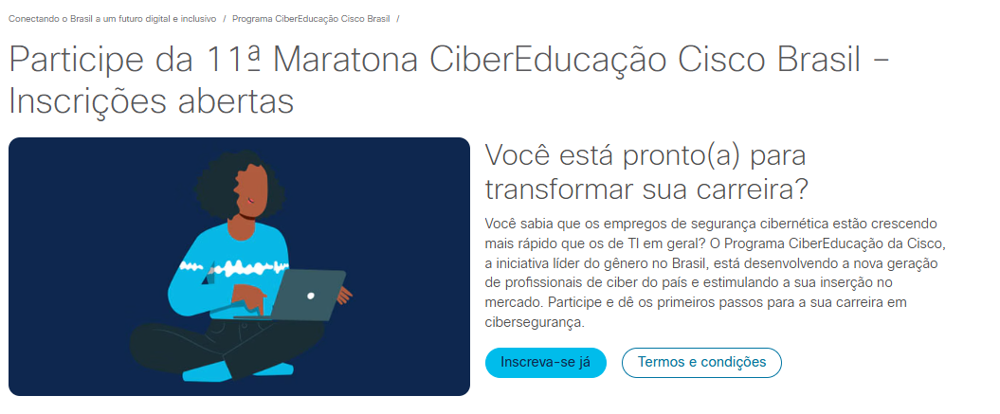 Conectando o Brasil a um futuro digital e inclusivo / Programa CiberEducação Cisco Brasil /
Participe da 11ª Maratona CiberEducação Cisco Brasil –
Inscrições abertas
Você está pronto(a) para
transformar sua carreira?
Você sabia que os empregos de segurança cibernética estão crescendo
mais rápido que os de TI em geral? O Programa CiberEducação da Cisco,
a iniciativa líder do gênero no Brasil, está desenvolvendo a nova geração
de profissionais de ciber do país e estimulando a sua inserção no
mercado. Participe e dê os primeiros passos para a sua carreira em
cibersegurança.
Inscreva-se já
Termos e condições